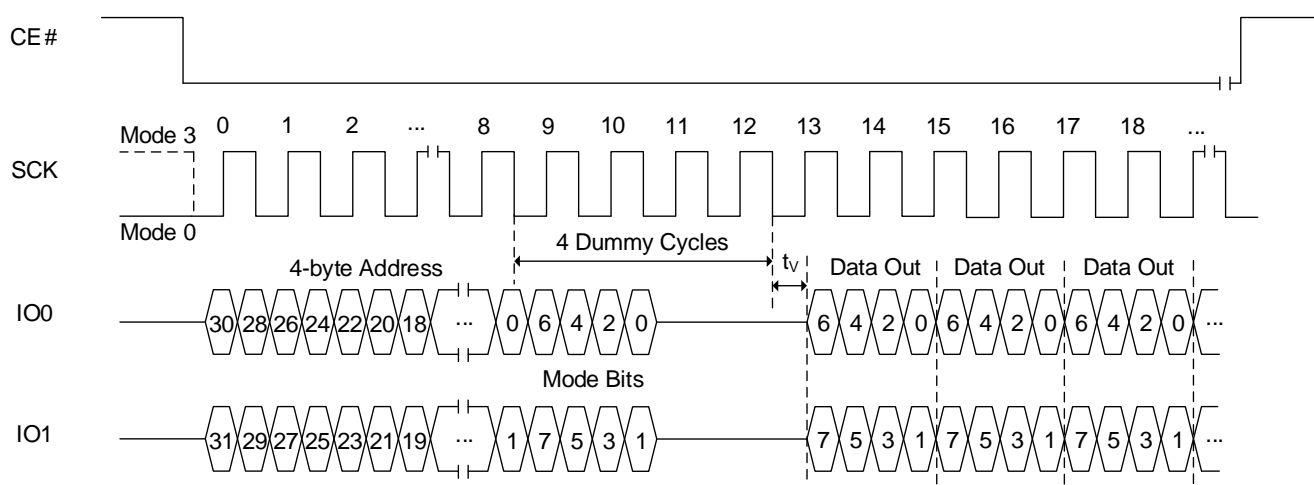 CE#
0 1 2 ... 8 9 10 11 12 13 14 15 16 17 18 ...
Mode 3
SCK
Mode 0
4 Dummy Cycles
4-byte Address tV Data Out Data Out Data Out
IO0 30 28 26 24 22 20 18 ... 0 6 4 2 0 6 4 2 0 6 4 2 0 6 4 2 0 ...
Mode Bits
IO1 31 29 27 25 23 21 19 ... 1 7 5 3 1 7 5 3 1 7 5 3 1 7 5 3 1 ...